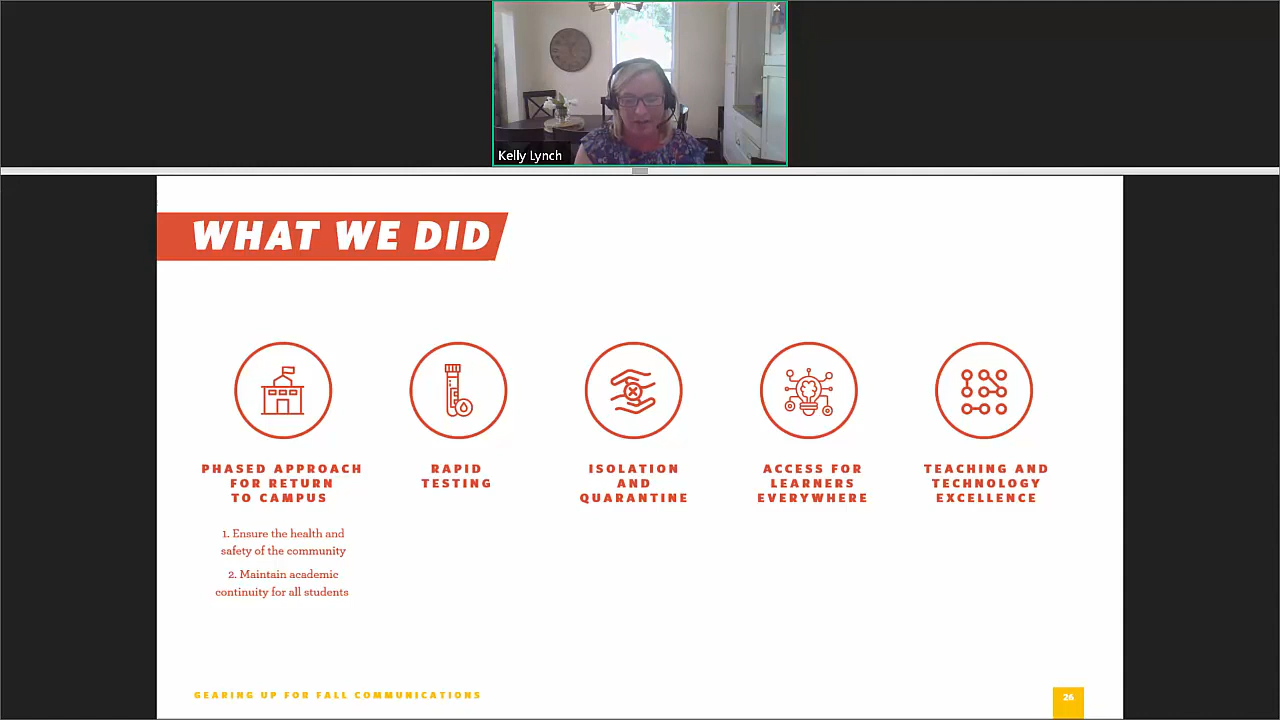 Kelly Lynch
WHAT WE DID
PHASED APPROACH
FOR RETURN
TO CAMPUS
1. Ensure the health and
safety of the community
2. Maintain academic
continuity for all students
RAPID
TESTING
ISOLATION
AND
QUARANTINE
ACCESS FOR
LEARNERS
EVERYWHERE
TEACHING AND
TECHNOLOGY
EXCELLENCE
GEARING UP FOR FALL COMMUNICATIONS
26